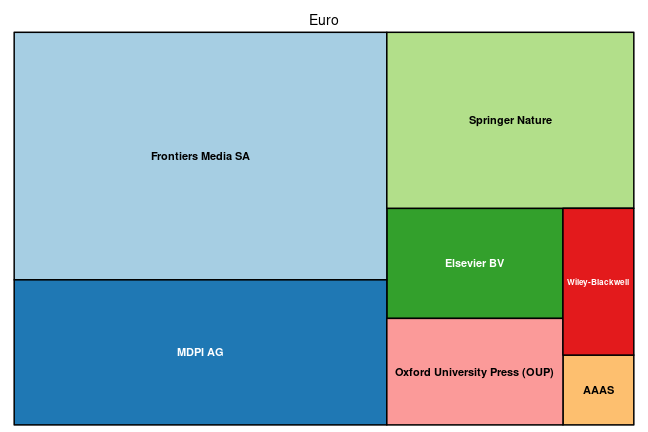 Euro
Frontiers Media SA
MDPI AG
Springer Nature
Elsevier BV
Oxford University Press (OUP)
Wiley-Blackwell
AAAS